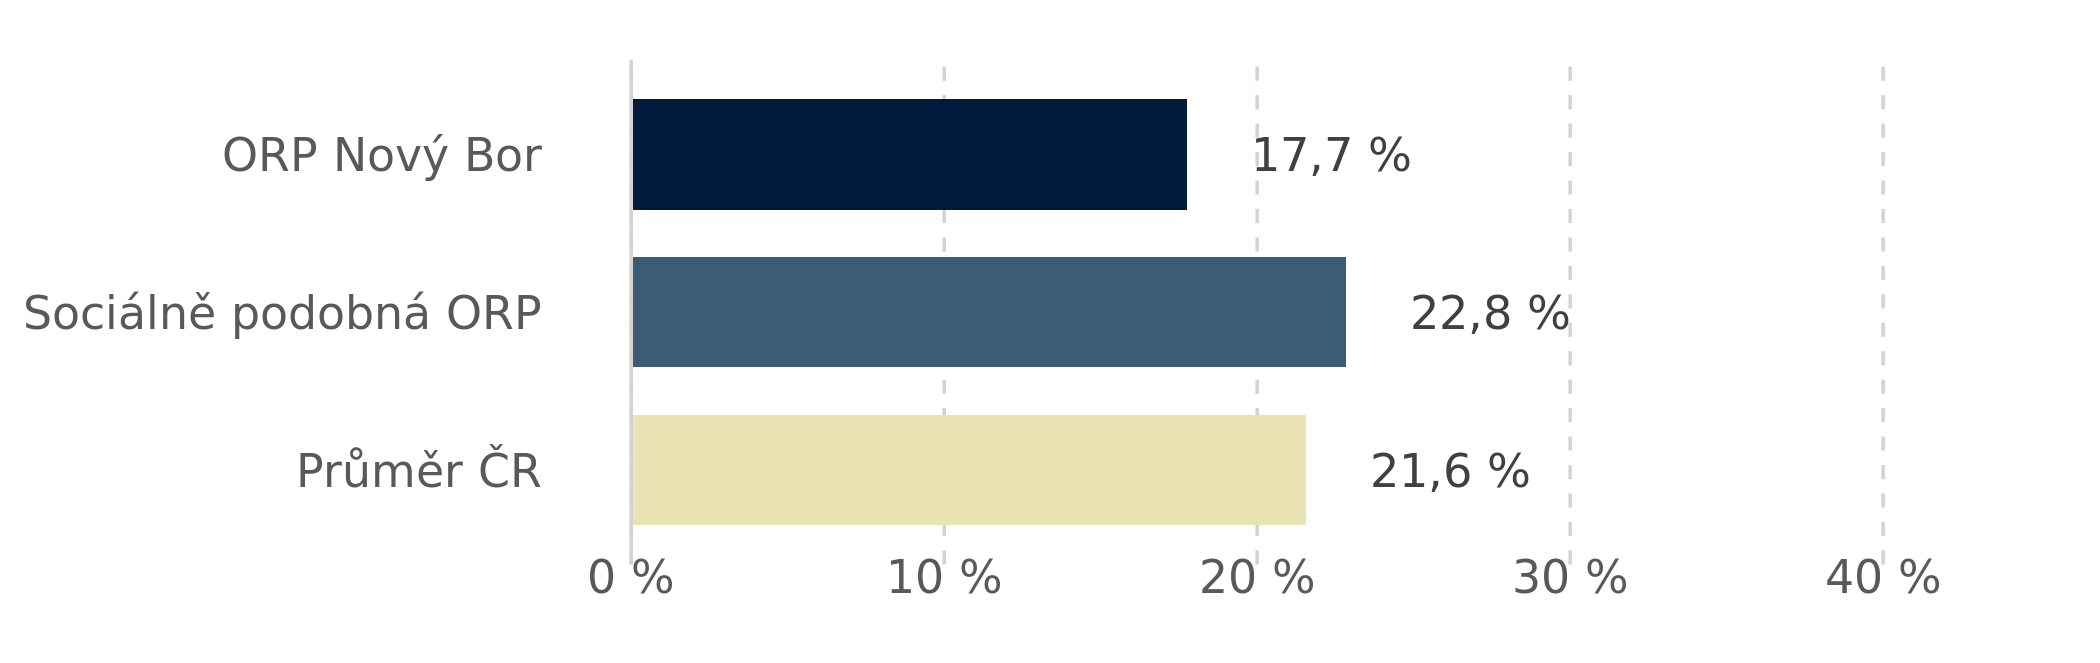 ORP Nový Bor 17,7 %
Sociálně podobná ORP 22,8 %
Průměr ČR 21,6 %
0 % 10 % 20 % 30 % 40 %